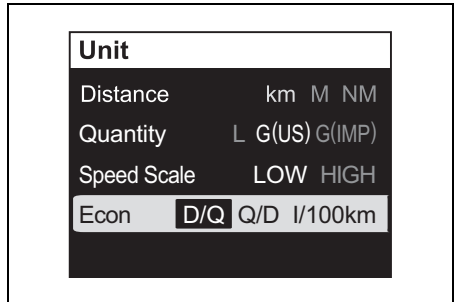 Unit
Distance km M NM
Quantity L G(US) G(IMP)
Speed Scale LOW HIGH
Econ D/Q Q/D l/100km